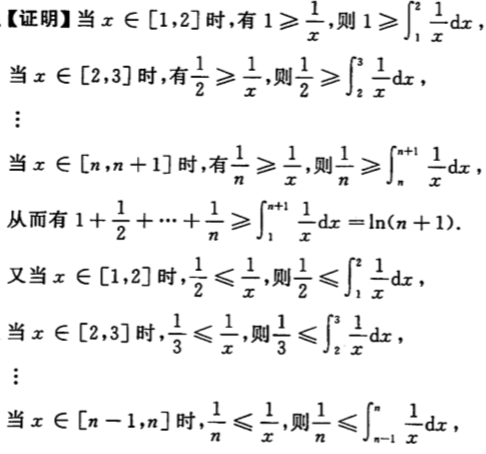 【证明】当 x ∈ [1,2] 时,有 1 ≥ 1/x ,则 1 ≥ ∫₁² 1/x dx ,
当 x ∈ [2,3] 时,有 1/2 ≥ 1/x ,则 1/2 ≥ ∫₂³ 1/x dx ,
⋮
当 x ∈ [n,n+1] 时,有 1/n ≥ 1/x ,则 1/n ≥ ∫ₙⁿ⁺¹ 1/x dx ,
从而有 1 + 1/2 + ⋯ + 1/n ≥ ∫₁ⁿ⁺¹ 1/x dx = ln(n + 1).
又当 x ∈ [1,2] 时, 1/2 ≤ 1/x ,则 1/2 ≤ ∫₁² 1/x dx ,
当 x ∈ [2,3] 时, 1/3 ≤ 1/x ,则 1/3 ≤ ∫₂³ 1/x dx ,
⋮
当 x ∈ [n−1,n] 时, 1/n ≤ 1/x ,则 1/n ≤ ∫ₙ₋₁ⁿ 1/x dx ,